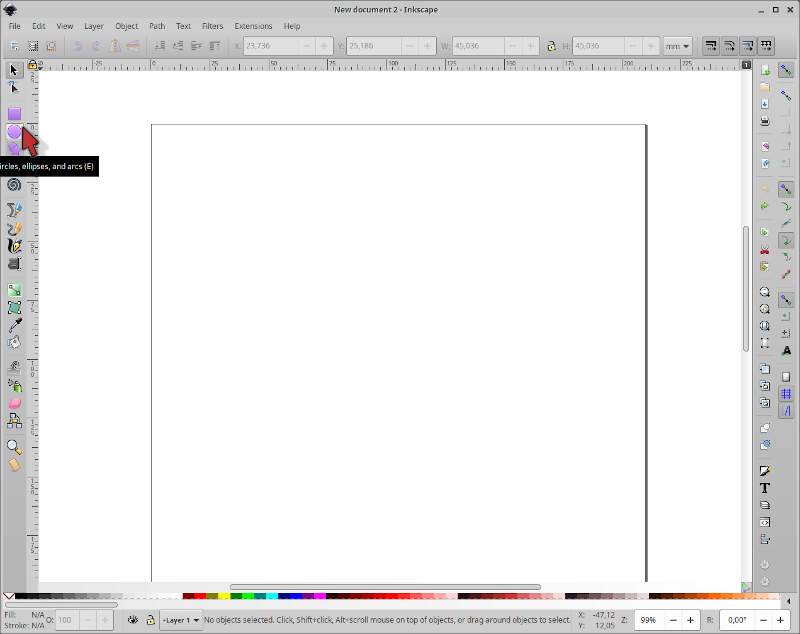 New document 2 - Inkscape
File Edit View Layer Object Path Text Filters Extensions Help
X: 23,736 Y: 25,186 W: 45,036 H: 45,036 mm
-25 0 25 50 75 100 125 150 175 200 225
ircles, ellipses, and arcs (E)
Fill: N/A
Stroke: N/A
O: 100
Layer 1
No objects selected. Click, Shift+click, Alt+scroll mouse on top of objects, or drag around objects to select.
X: -47,12
Y: 12,05
Z: 99% R: 0,00°